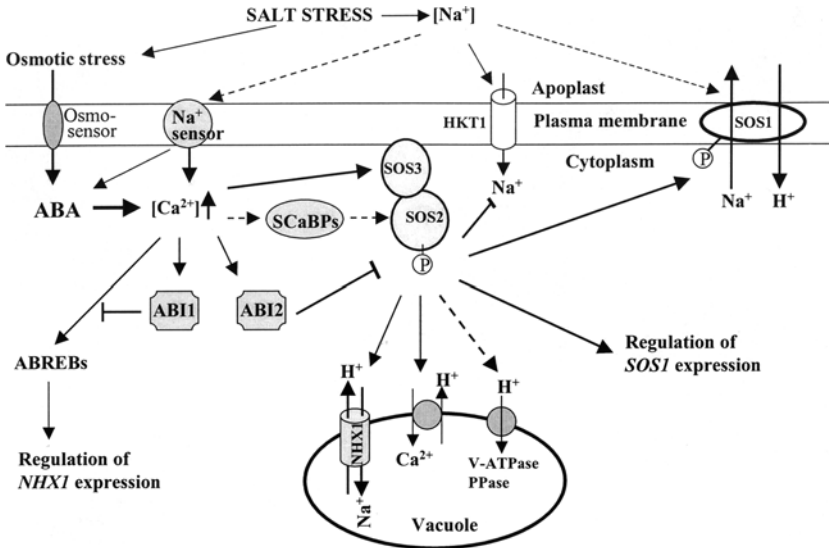 SALT STRESS
[Na⁺]
Osmotic stress
Apoplast
Osmo-
sensor
Na⁺
sensor
HKT1
Plasma membrane
SOS1
Cytoplasm
P
SOS3
Na⁺
Na⁺
H⁺
ABA
[Ca²⁺]
SCaBPs
SOS2
P
ABI1
ABI2
ABREBs
Regulation of
SOS1 expression
H⁺
H⁺
H⁺
NHX1
Ca²⁺
V-ATPase
PPase
Regulation of
NHX1 expression
Na⁺
Vacuole